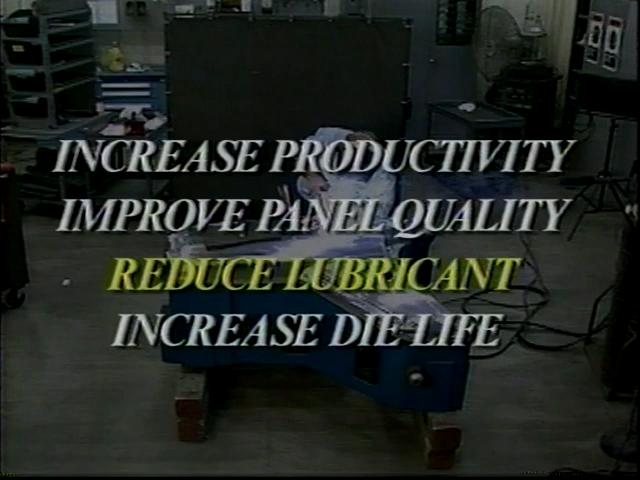 INCREASE PRODUCTIVITY
IMPROVE PANEL QUALITY
REDUCE LUBRICANT
INCREASE DIE LIFE